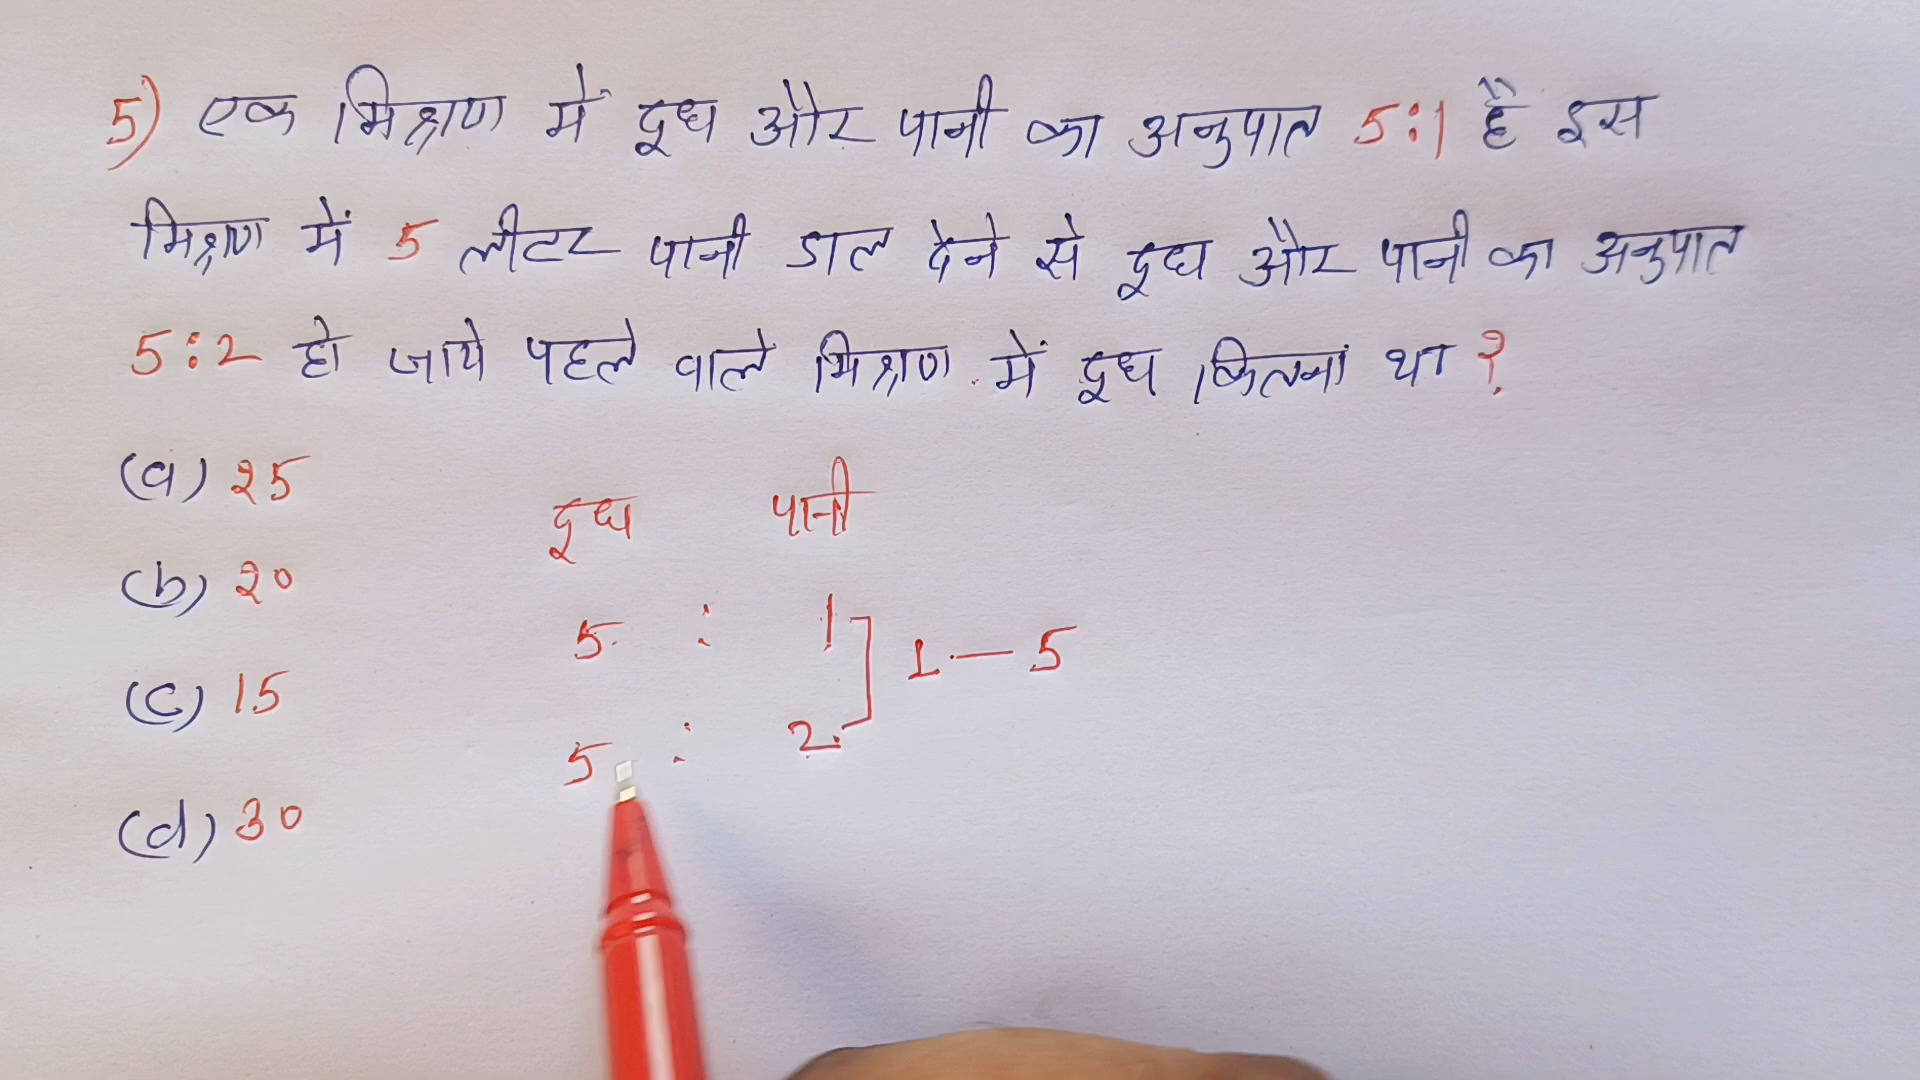 5) एक मिश्रण में दूध और पानी का अनुपात 5:1 है इस
मिश्रण में 5 लीटर पानी डाल देने से दूध और पानी का अनुपात
5:2 हो जाये पहले वाले मिश्रण में दूध कितना था ?
(a) 25
(b) 20
(c) 15
(d) 30
दूध पानी
5 : 1
1 — 5
5 : 2